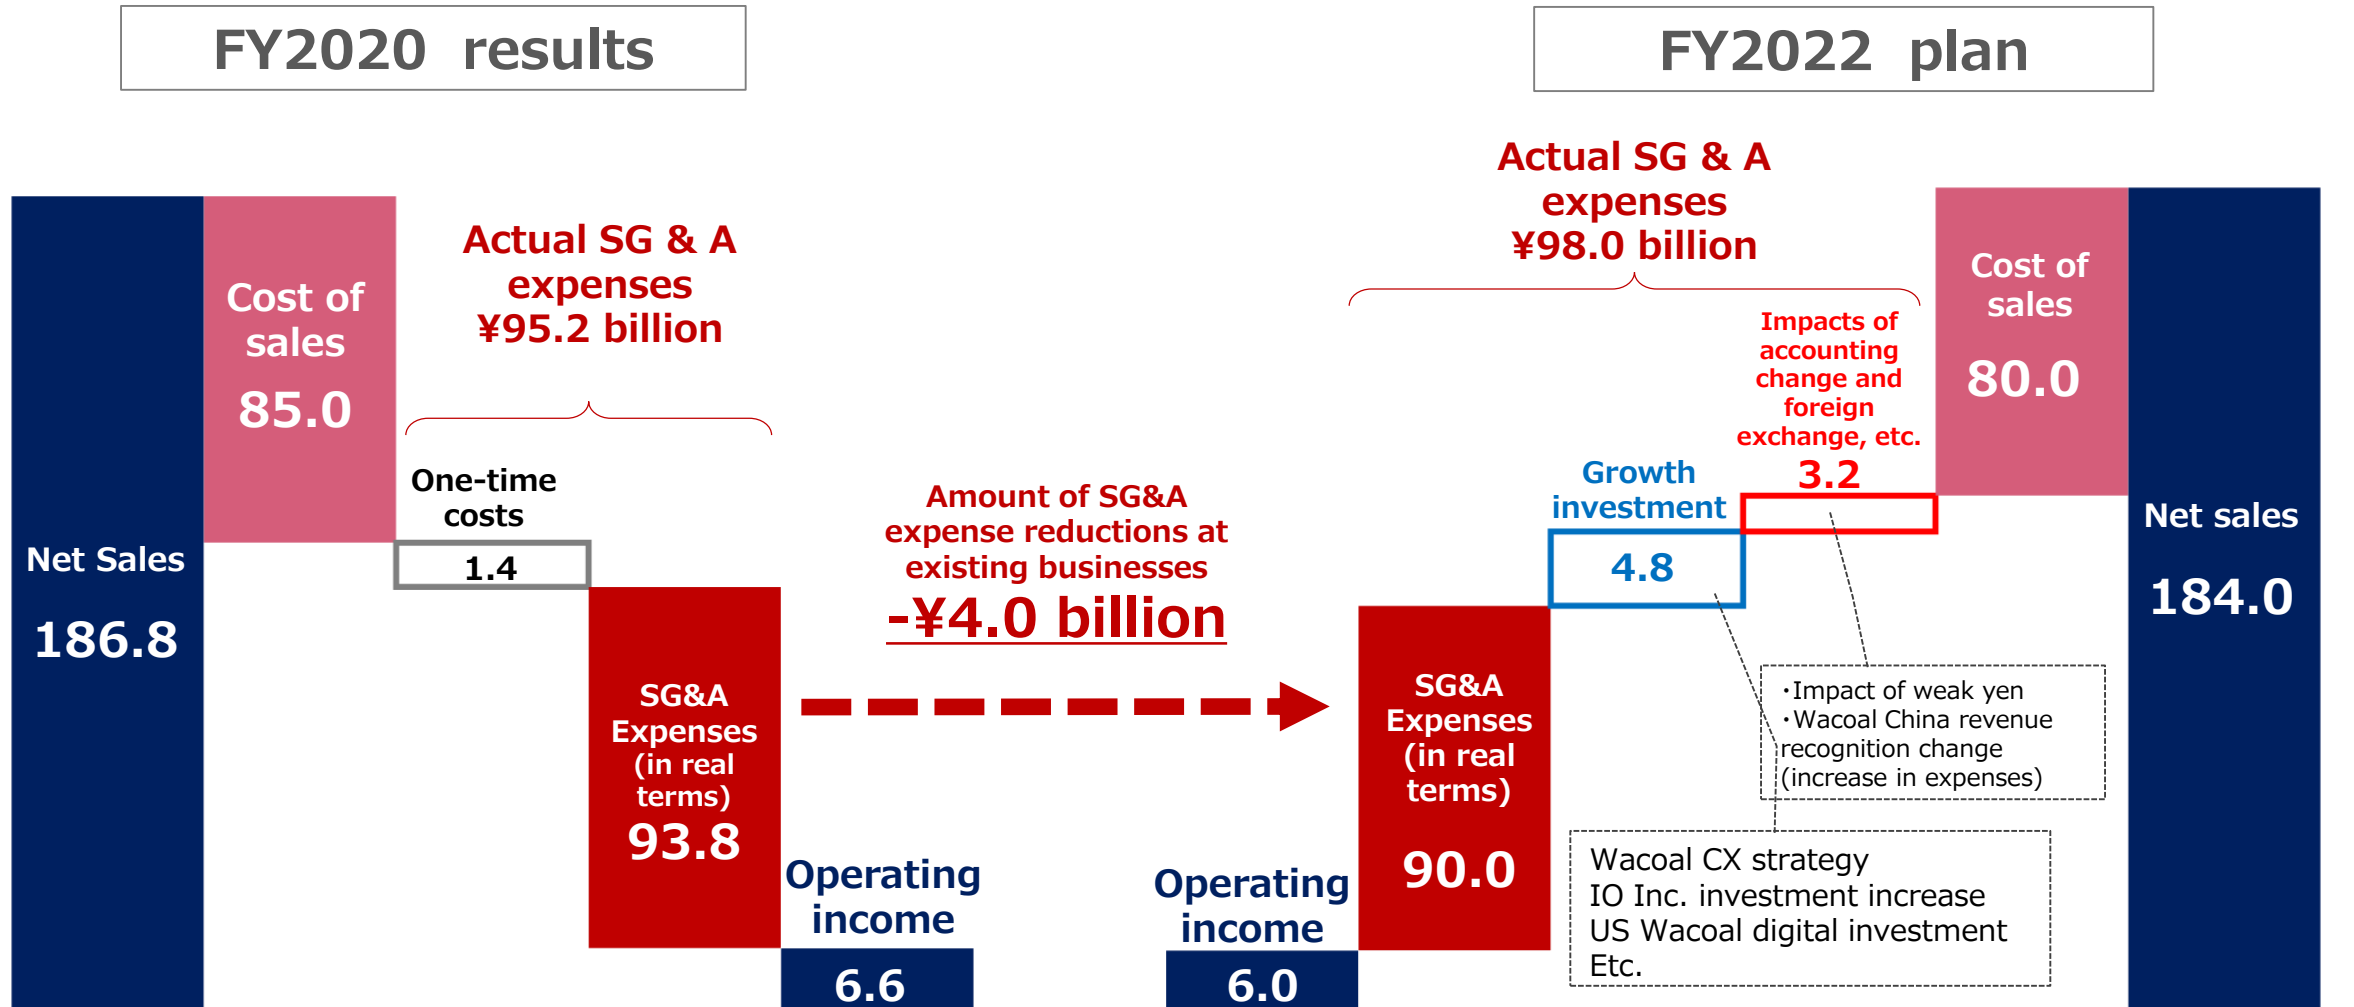 FY2020 results
FY2022 plan
Net Sales
186.8
Cost of
sales
85.0
Actual SG & A
expenses
¥95.2 billion
One-time
costs
1.4
SG&A
Expenses
(in real
terms)
93.8
Operating
income
6.6
Amount of SG&A
expense reductions at
existing businesses
-¥4.0 billion
Operating
income
6.0
Actual SG & A
expenses
¥98.0 billion
SG&A
Expenses
(in real
terms)
90.0
Growth
investment
4.8
Impacts of
accounting
change and
foreign
exchange, etc.
3.2
・Impact of weak yen
・Wacoal China revenue
recognition change
(increase in expenses)
Wacoal CX strategy
IO Inc. investment increase
US Wacoal digital investment
Etc.
Cost of
sales
80.0
Net sales
184.0